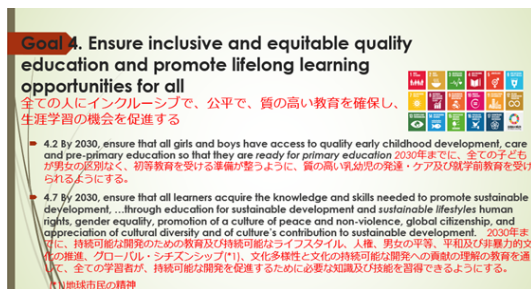 Goal 4. Ensure inclusive and equitable quality
education and promote lifelong learning
opportunities for all
全ての人にインクルーシブで、公平で、質の高い教育を確保し、
生涯学習の機会を促進する
4.2 By 2030, ensure that all girls and boys have access to quality early childhood development, care
and pre-primary education so that they are ready for primary education 2030年までに、全ての子ども
が男女の区別なく、初等教育を受ける準備が整うように、質の高い乳幼児の発達・ケア及び就学前教育を受け
られるようにする。
4.7 By 2030, ensure that all learners acquire the knowledge and skills needed to promote sustainable
development, …through education for sustainable development and sustainable lifestyles human
rights, gender equality, promotion of a culture of peace and non-violence, global citizenship, and
appreciation of cultural diversity and of culture's contribution to sustainable development. 2030年ま
でに、持続可能な開発のための教育及び持続可能なライフスタイル、人権、男女の平等、平和及び非暴力的文
化の推進、グローバル・シチズンシップ(*1)、文化多様性と文化の持続可能な開発への貢献の理解の教育を通
して、全ての学習者が、持続可能な開発を促進するために必要な知識及び技能を習得できるようにする。
(*1)地球市民の精神